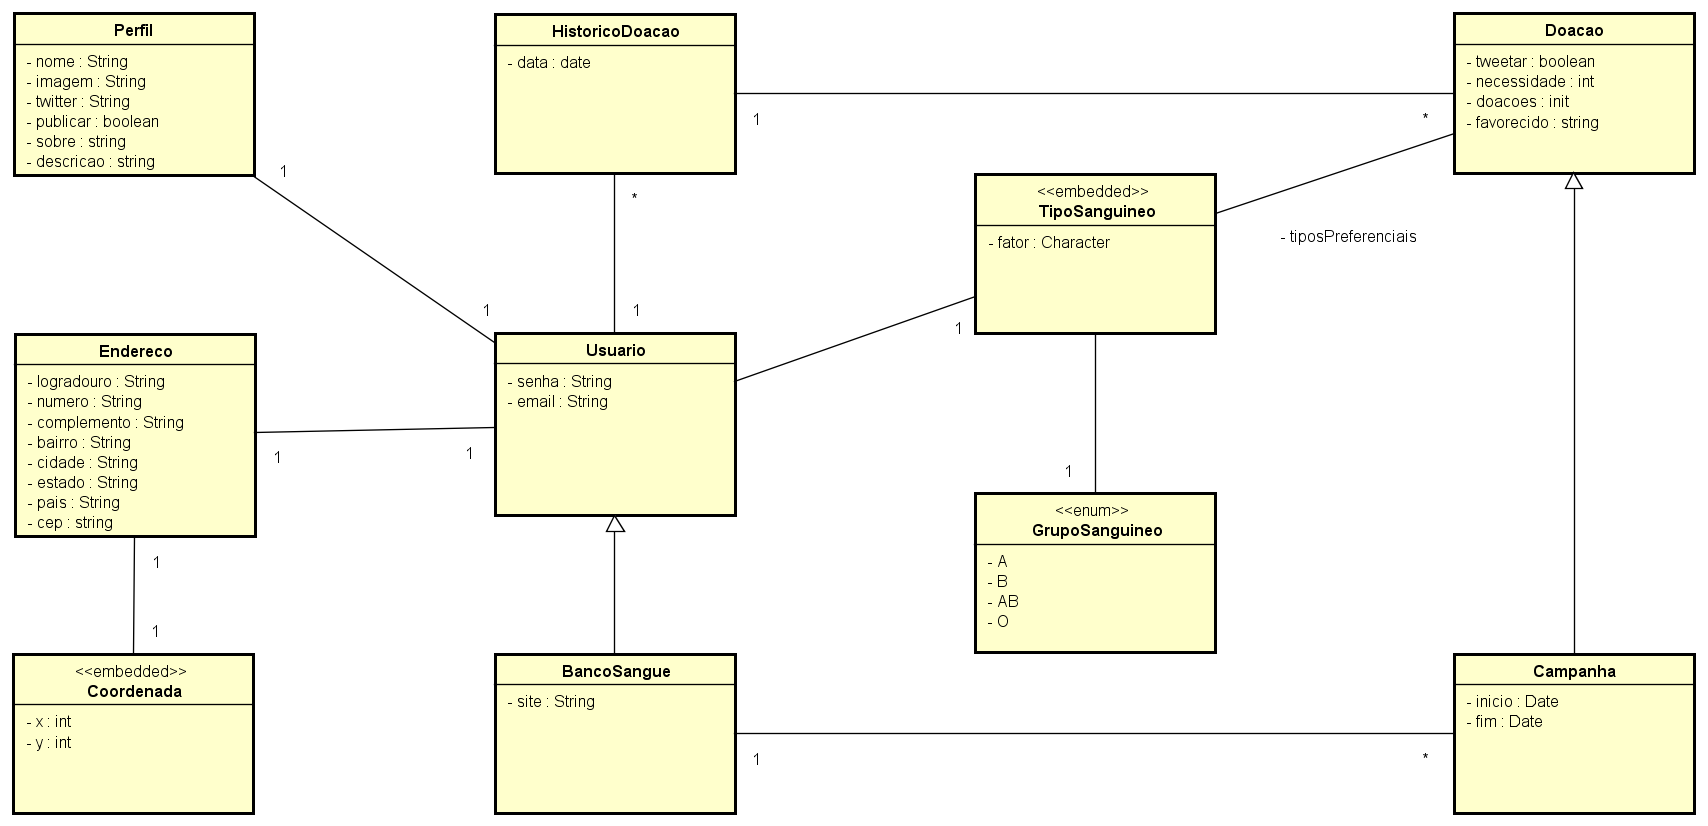 Perfil
- nome : String
- imagem : String
- twitter : String
- publicar : boolean
- sobre : string
- descricao : string
1
1
HistoricoDoacao
- data : date
1
*
*
1
Doacao
- tweetar : boolean
- necessidade : int
- doacoes : init
- favorecido : string
<<embedded>>
TipoSanguineo
- fator : Character
- tiposPreferenciais
1
1
Endereco
- logradouro : String
- numero : String
- complemento : String
- bairro : String
- cidade : String
- estado : String
- pais : String
- cep : string
1
1
Usuario
- senha : String
- email : String
<<enum>>
GrupoSanguineo
- A
- B
- AB
- O
1
1
<<embedded>>
Coordenada
- x : int
- y : int
BancoSangue
- site : String
1
*
Campanha
- inicio : Date
- fim : Date